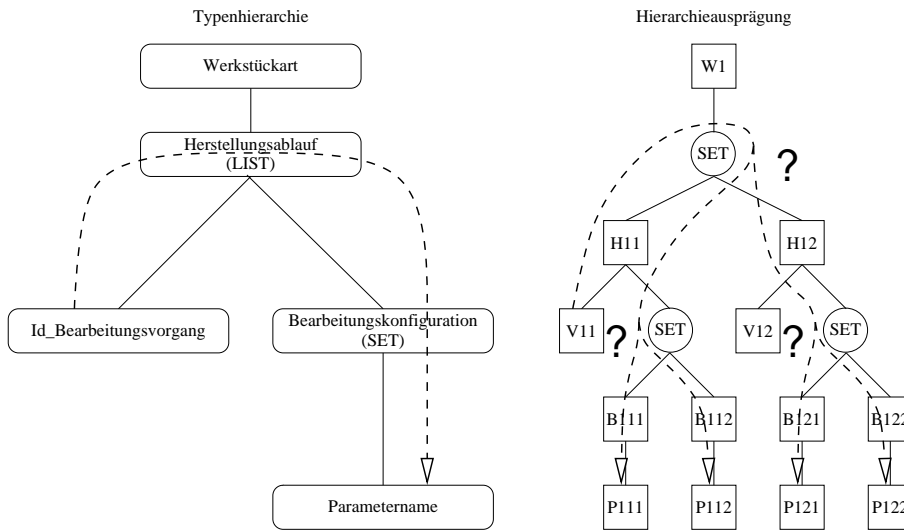 Typenhierarchie
Hierarchieausprägung
Werkstückart
W1
Herstellungsablauf
(LIST)
SET
?
H11
H12
Id_Bearbeitungsvorgang
Bearbeitungskonfiguration
(SET)
V11
?
SET
V12
?
SET
B111
B112
B121
B122
Parametername
P111
P112
P121
P122